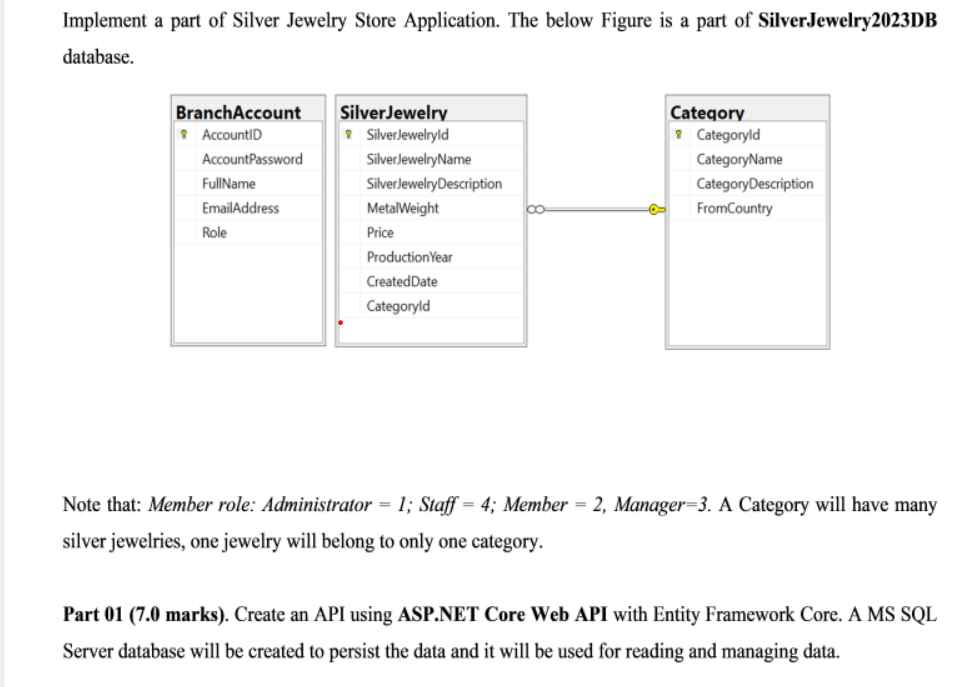 Implement a part of Silver Jewelry Store Application. The below Figure is a part of SilverJewelry2023DB
database.
BranchAccount
AccountID
AccountPassword
FullName
EmailAddress
Role
SilverJewelry
SilverJewelryId
SilverJewelryName
SilverJewelryDescription
MetalWeight
Price
ProductionYear
CreatedDate
CategoryId
Category
CategoryId
CategoryName
CategoryDescription
FromCountry
Note that: Member role: Administrator = 1; Staff = 4; Member = 2, Manager=3. A Category will have many
silver jewelries, one jewelry will belong to only one category.
Part 01 (7.0 marks). Create an API using ASP.NET Core Web API with Entity Framework Core. A MS SQL
Server database will be created to persist the data and it will be used for reading and managing data.